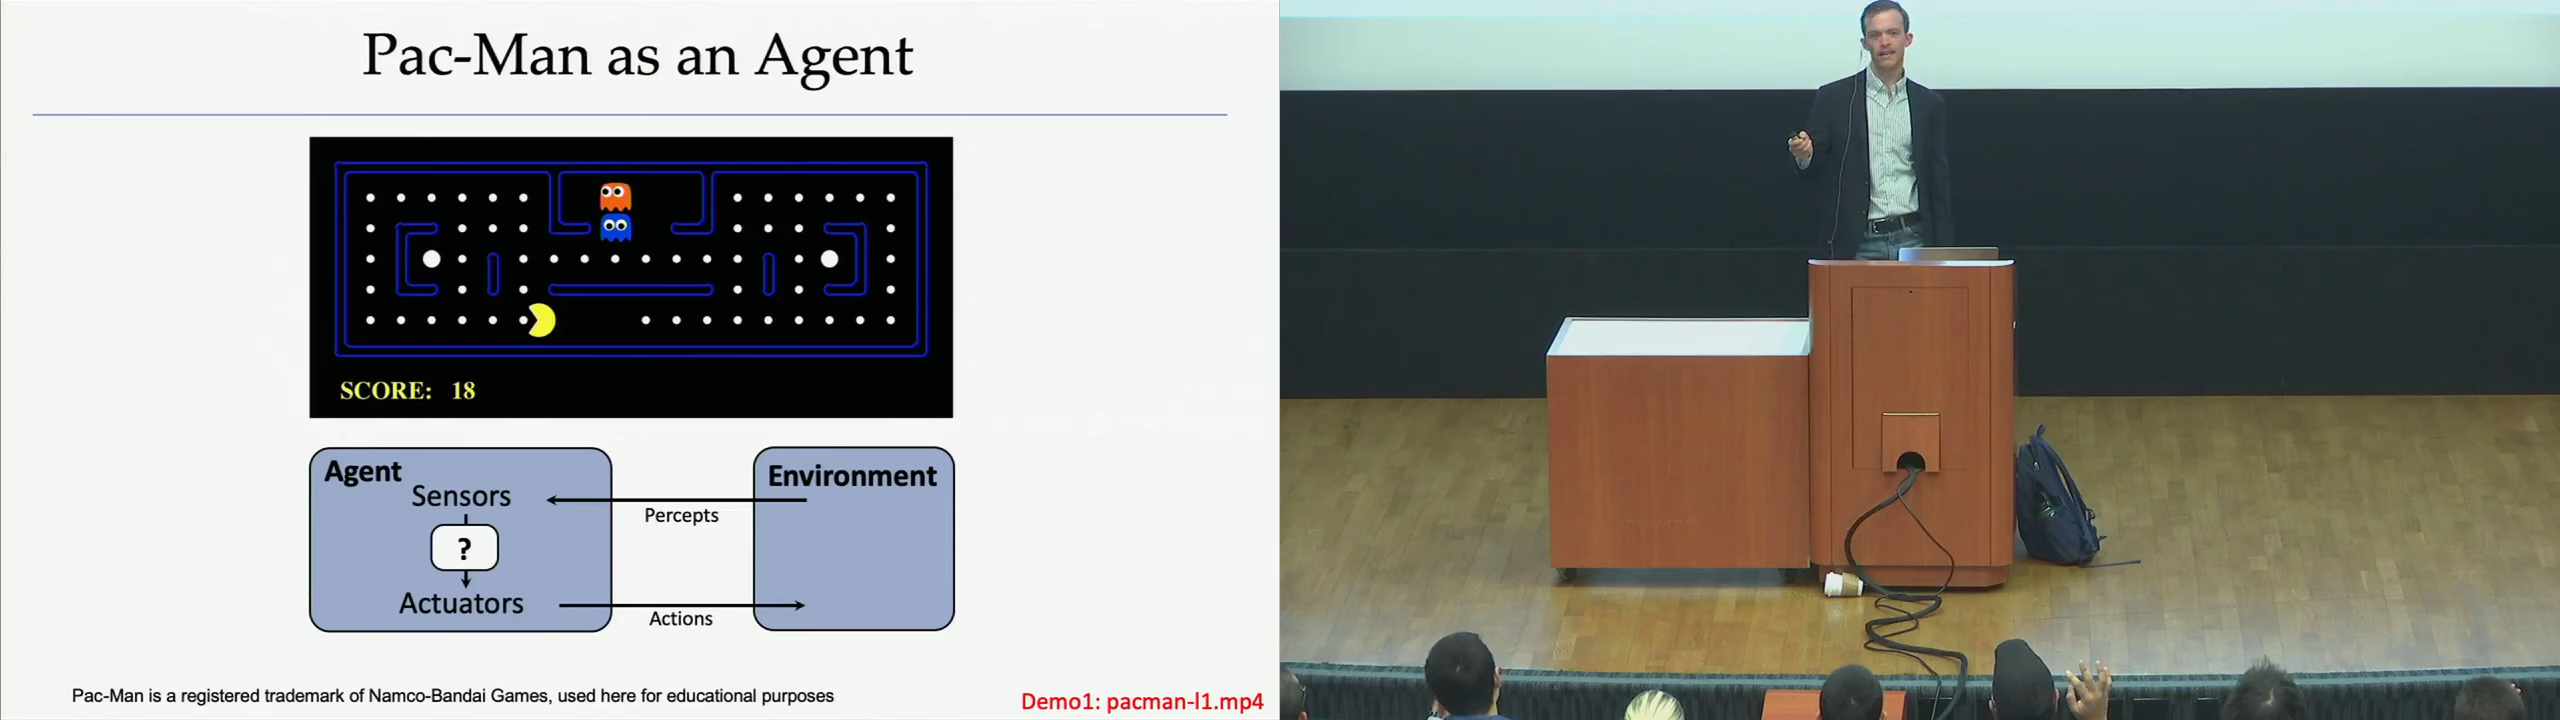 Pac-Man as an Agent
SCORE: 18
Agent
Sensors
?
Actuators
Percepts
Actions
Environment
Pac-Man is a registered trademark of Namco-Bandai Games, used here for educational purposes
Demo1: pacman-l1.mp4